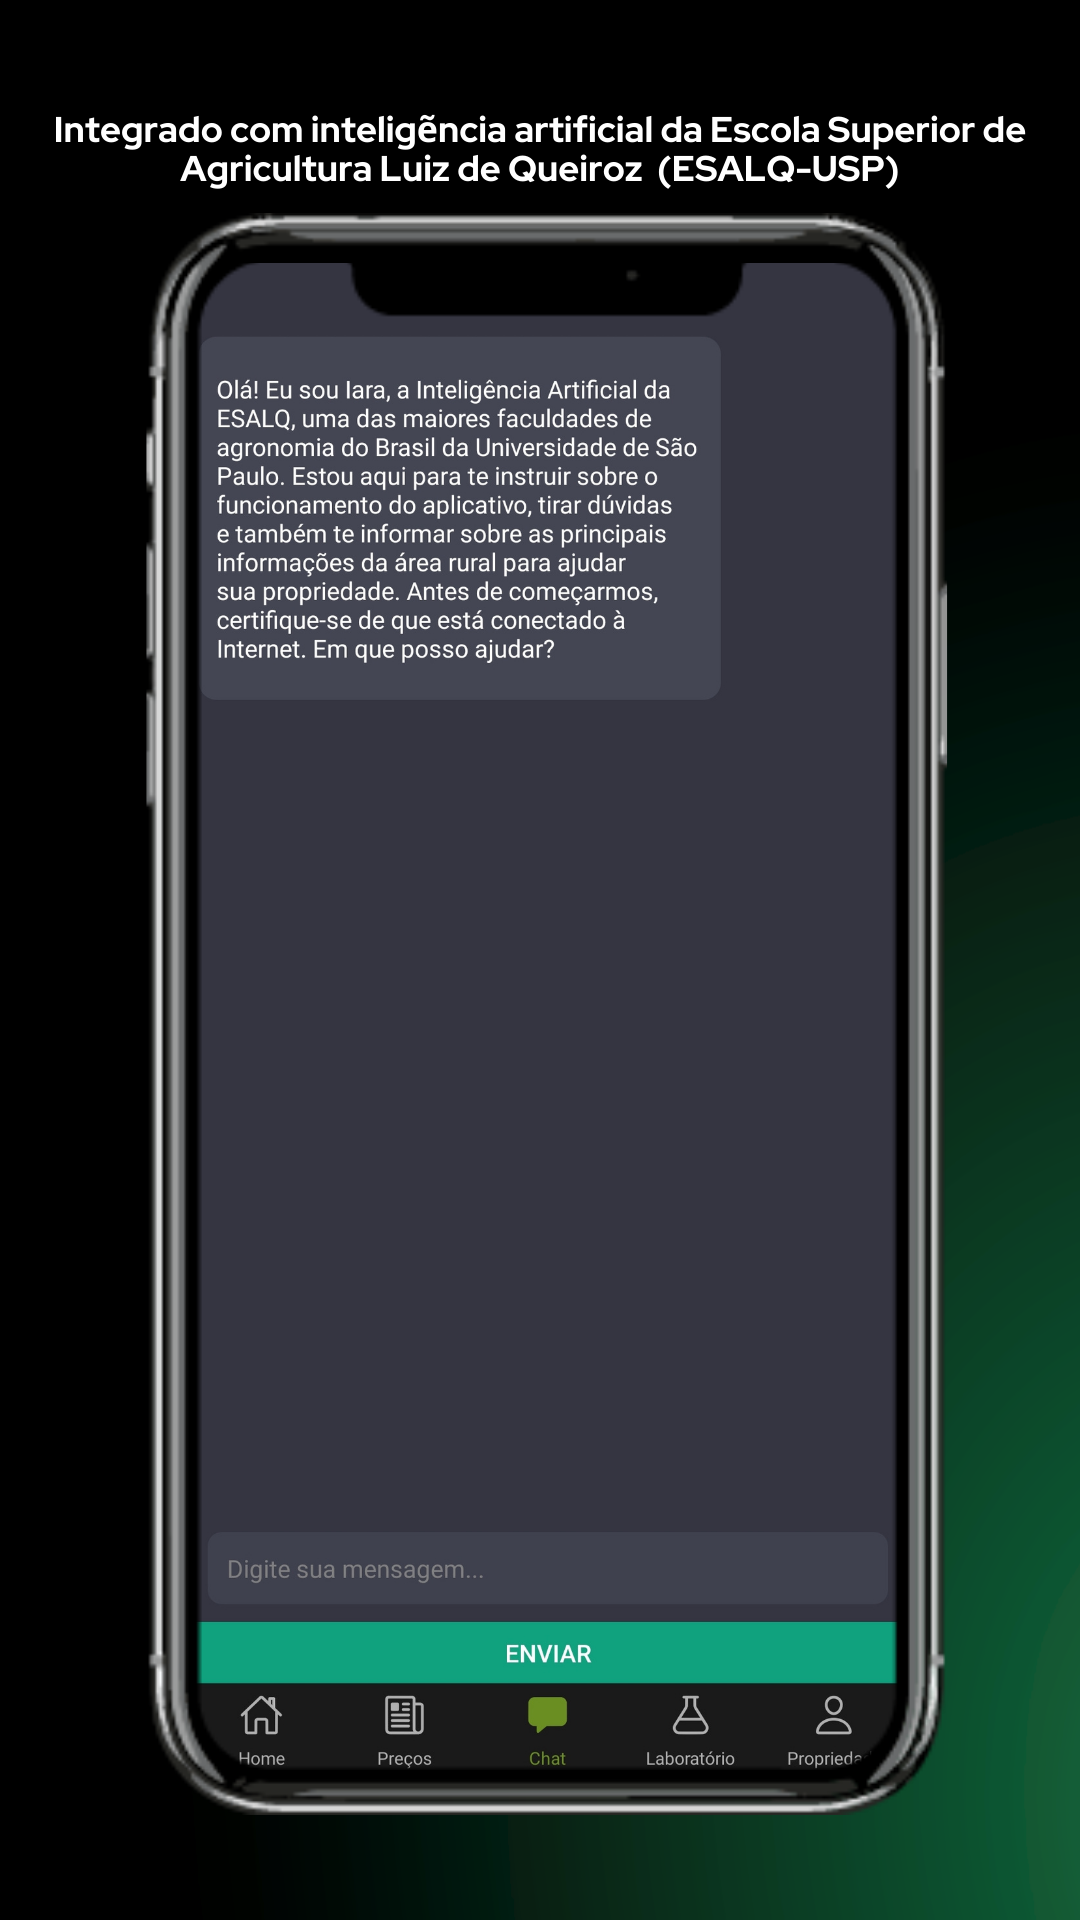 Integrado com inteligẽncia artificial da Escola Superior de
Agricultura Luiz de Queiroz (ESALQ-USP)
Olá! Eu sou Iara, a Inteligência Artificial da
ESALQ, uma das maiores faculdades de
agronomia do Brasil da Universidade de São
Paulo. Estou aqui para te instruir sobre o
funcionamento do aplicativo, tirar dúvidas
e também te informar sobre as principais
informações da área rural para ajudar
sua propriedade. Antes de começarmos,
certifique-se de que está conectado à
Internet. Em que posso ajudar?
Digite sua mensagem...
ENVIAR
Home Preços Chat Laboratório Proprieda